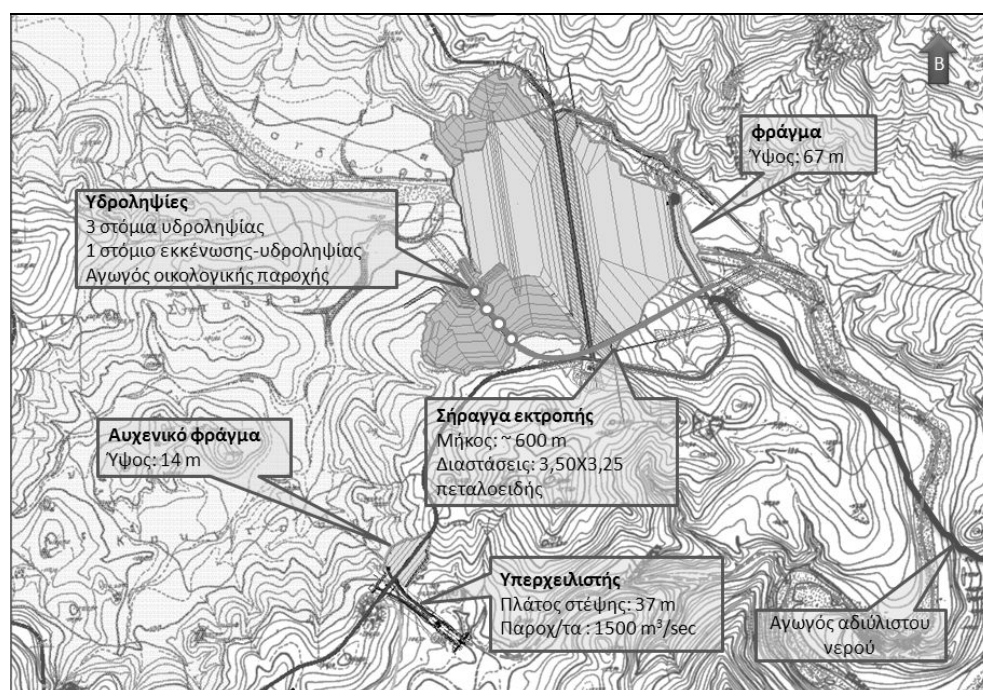 B
φράγμα
Ύψος: 67 m
Υδροληψίες
3 στόμια υδροληψίας
1 στόμιο εκκένωσης-υδροληψίας
Αγωγός οικολογικής παροχής
Σήραγγα εκτροπής
Μήκος: ~ 600 m
Διαστάσεις: 3,50X3,25
πεταλοειδής
Αυχενικό φράγμα
Ύψος: 14 m
Υπερχειλιστής
Πλάτος στέψης: 37 m
Παροχ/τα : 1500 m³/sec
Αγωγός αδιύλιστου
νερού